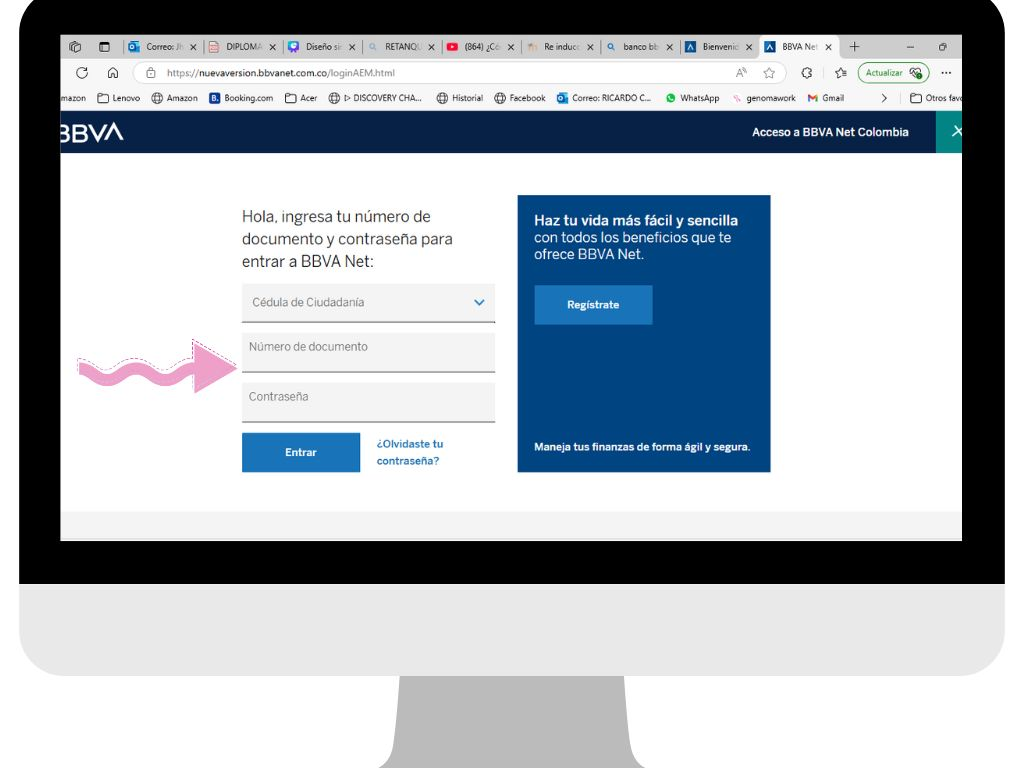 Correo: Jh
DIPLOMA
Diseño sir
RETANQU
(864) ¿Có
Re inducc
banco bb
Bienvenic
BBVA Net
https://nuevaversion.bbvanet.com.co/loginAEM.html
Actualizar
mazon
Lenovo
Amazon
B. Booking.com
Acer
DISCOVERY CHA...
Historial
Facebook
Correo: RICARDO C...
WhatsApp
genomawork
Gmail
Otros favo
BBVA
Acceso a BBVA Net Colombia
Hola, ingresa tu número de
documento y contraseña para
entrar a BBVA Net:
Cédula de Ciudadanía
Número de documento
Contraseña
Entrar
¿Olvidaste tu
contraseña?
Haz tu vida más fácil y sencilla
con todos los beneficios que te
ofrece BBVA Net.
Regístrate
Maneja tus finanzas de forma ágil y segura.